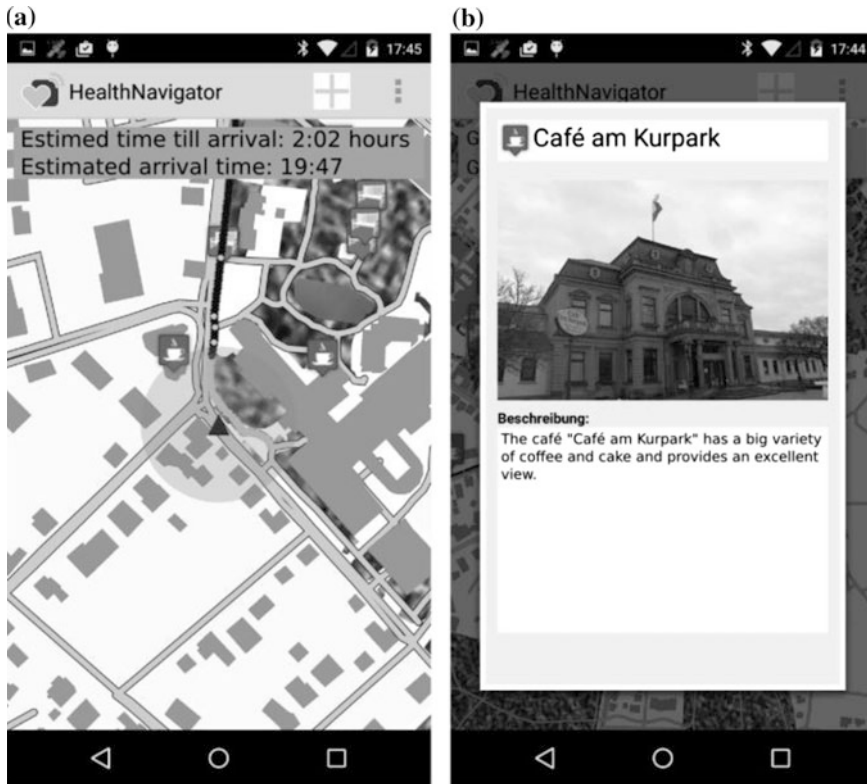 (a)
17:45
HealthNavigator
Estimed time till arrival: 2:02 hours
Estimated arrival time: 19:47
(b)
17:44
HealthNavigator
G
G
Café am Kurpark
Beschreibung:
The café "Café am Kurpark" has a big variety
of coffee and cake and provides an excellent
view.